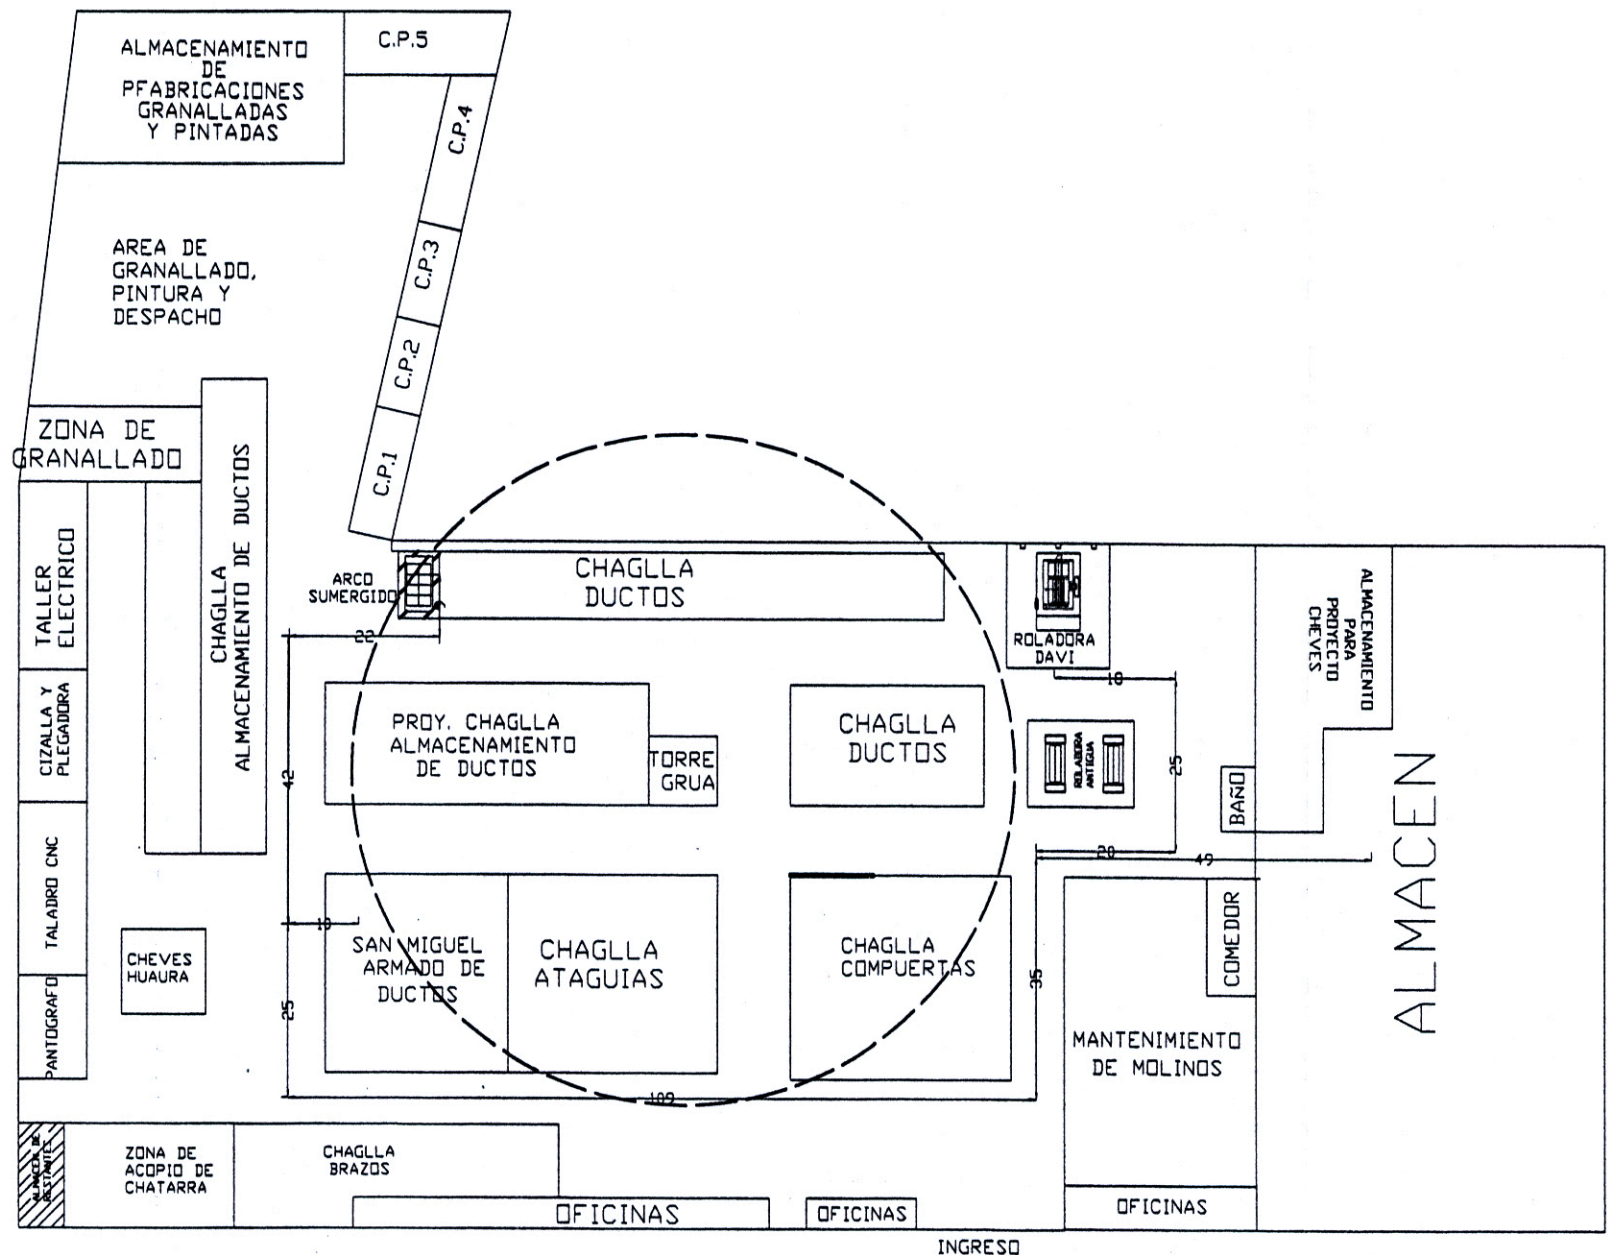 ALMACENAMIENTO
DE
PFABRICACIONES
GRANALLADAS
Y PINTADAS
C.P.5
C.P.4
AREA DE
GRANALLADO,
PINTURA Y
DESPACHO
C.P.3
C.P.2
C.P.1
ZONA DE
GRANALLADO
CHAGLLA
ALMACENAMIENTO DE DUCTOS
TALLER
ELECTRICO
ARCO
SUMERGIDO
CHAGLLA
DUCTOS
22
ROLADORA
DAVI
10
ALMACENAMIENTO
PARA
PROYECTO
CHEVES
CIZALLA Y
PLEGADORA
PROY. CHAGLLA
ALMACENAMIENTO
DE DUCTOS
TORRE
GRUA
CHAGLLA
DUCTOS
ROLADORA
ANTIGUA
25
BAÑO
42
20
49
ALMACEN
TALADRO CNC
CHEVES
HUAURA
10
SAN MIGUEL
ARMADO DE
DUCTOS
CHAGLLA
ATAGUIAS
CHAGLLA
COMPUERTAS
35
COMEDOR
25
PANTOGRAFO
MANTENIMIENTO
DE MOLINOS
109
ALMACEN DE
RESTANTES
ZONA DE
ACOPIO DE
CHATARRA
CHAGLLA
BRAZOS
OFICINAS
OFICINAS
OFICINAS
INGRESO